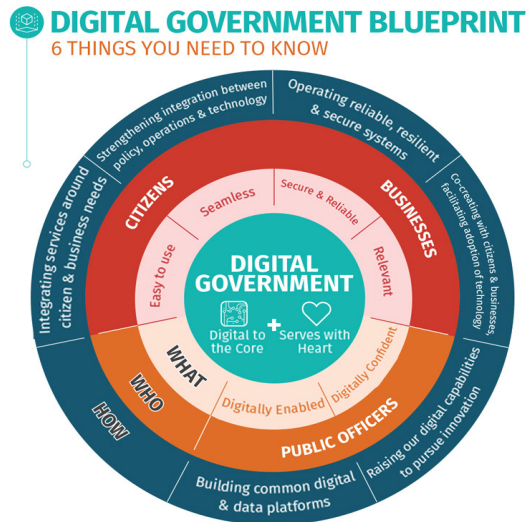 DIGITAL GOVERNMENT BLUEPRINT
6 THINGS YOU NEED TO KNOW
Strengthening integration between
policy, operations & technology
Operating reliable, resilient
& secure systems
Integrating services around
citizen & business needs
Co-creating with citizens & businesses,
facilitating adoption of technology
CITIZENS
BUSINESSES
Easy to use
Seamless
Secure & Reliable
Relevant
DIGITAL
GOVERNMENT
Digital to
the Core
+
Serves with
Heart
WHAT
WHO
HOW
Digitally Enabled
Digitally Confident
PUBLIC OFFICERS
Building common digital
& data platforms
Raising our digital capabilities
to pursue innovation